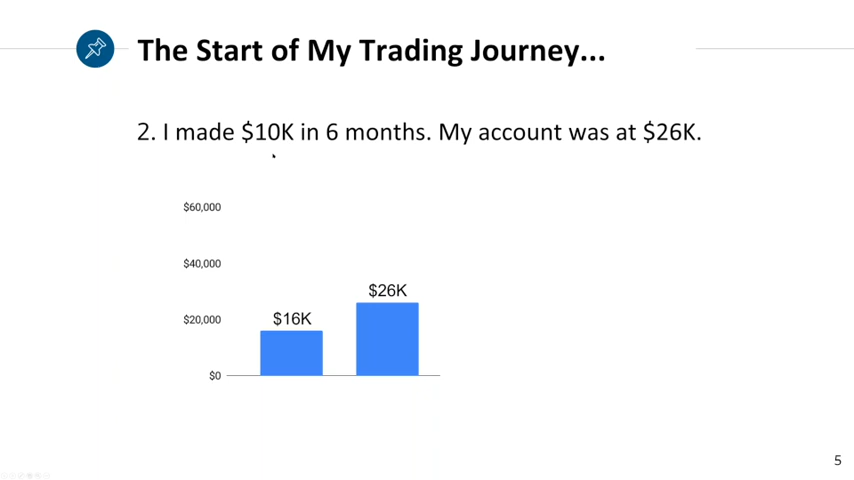 The Start of My Trading Journey...
2. I made $10K in 6 months. My account was at $26K.
$60,000
$40,000
$26K
$20,000
$16K
$0
5